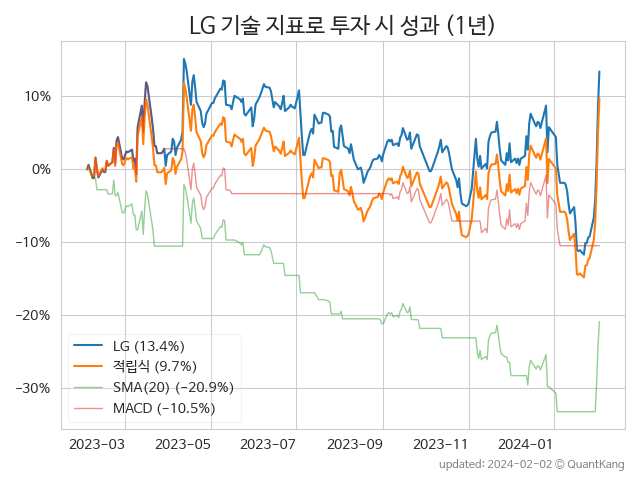 LG 기술 지표로 투자 시 성과 (1년)
10%
0%
−10%
−20%
−30%
LG (13.4%)
적립식 (9.7%)
SMA(20) (−20.9%)
MACD (−10.5%)
2023-03 2023-05 2023-07 2023-09 2023-11 2024-01
updated: 2024-02-02 © QuantKang